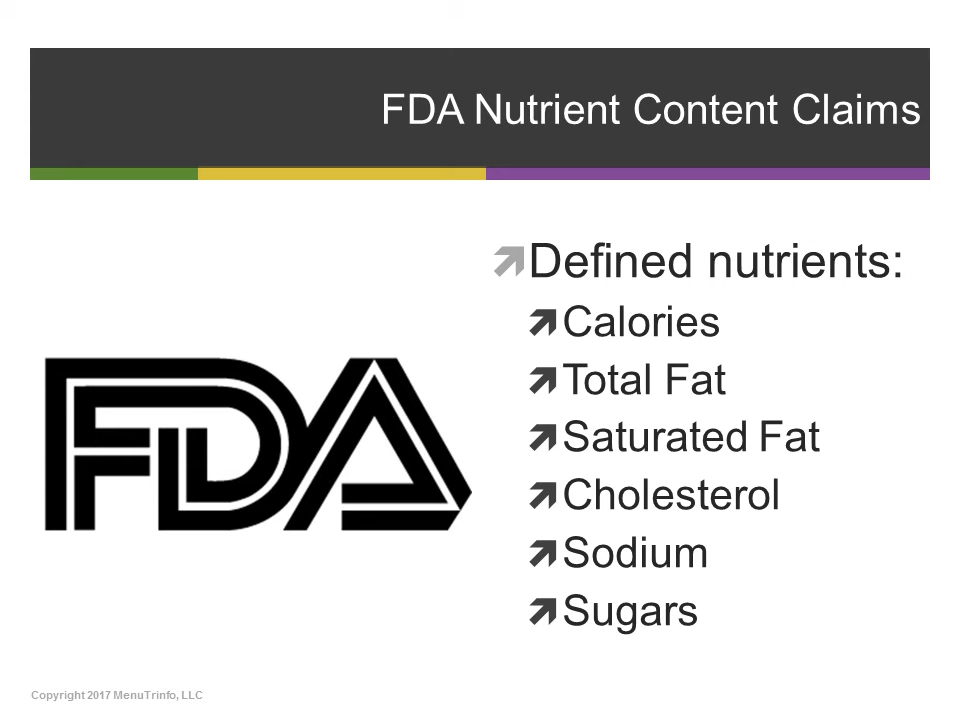 FDA Nutrient Content Claims
Defined nutrients:
Calories
Total Fat
Saturated Fat
Cholesterol
Sodium
Sugars
FDA
Copyright 2017 MenuTrinfo, LLC